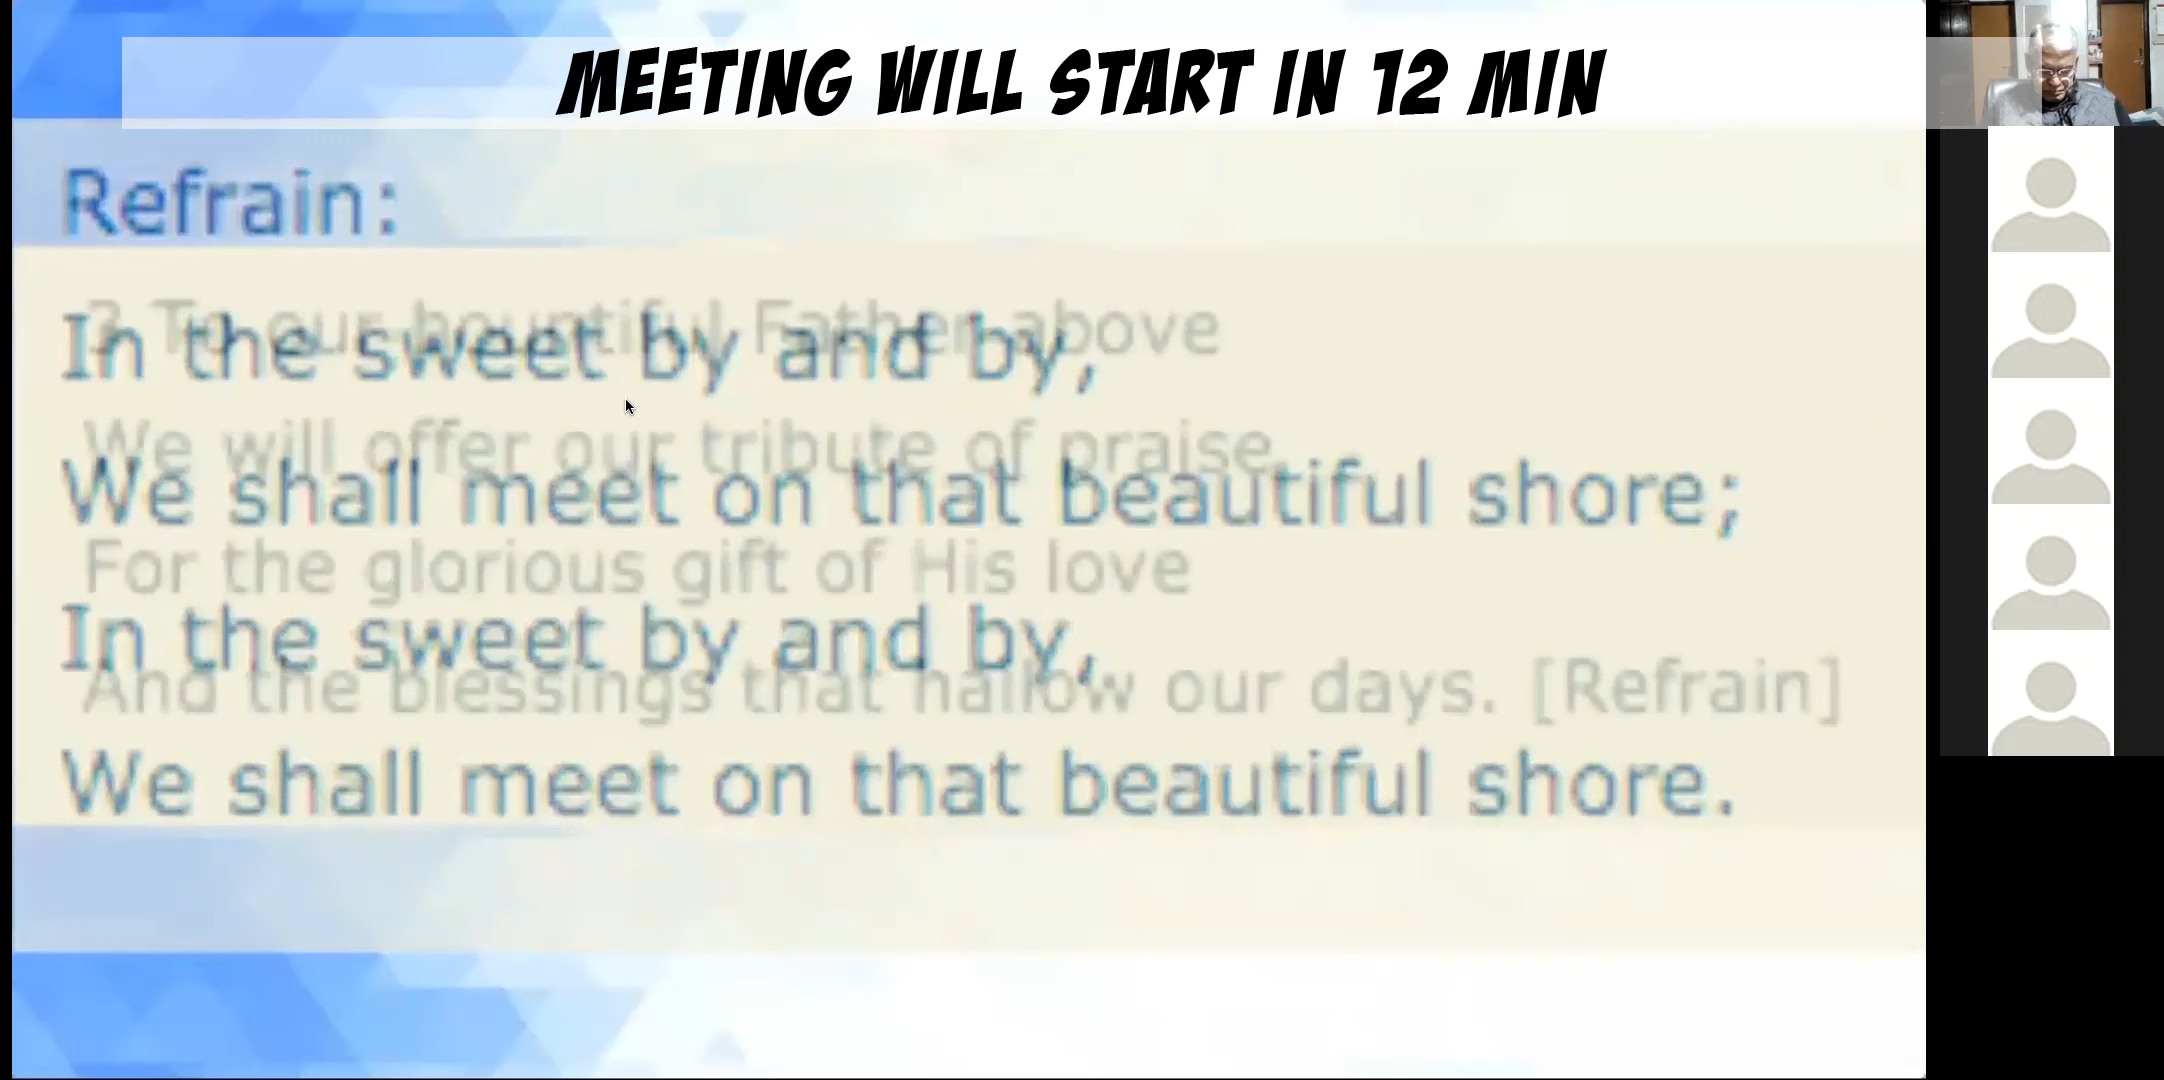 MEETING WILL START IN 12 MIN
Refrain:
3 To our bountiful Father above
In the sweet by and by,
We will offer our tribute of praise
We shall meet on that beautiful shore;
For the glorious gift of His love
In the sweet by and by,
And the blessings that hallow our days. [Refrain]
We shall meet on that beautiful shore.